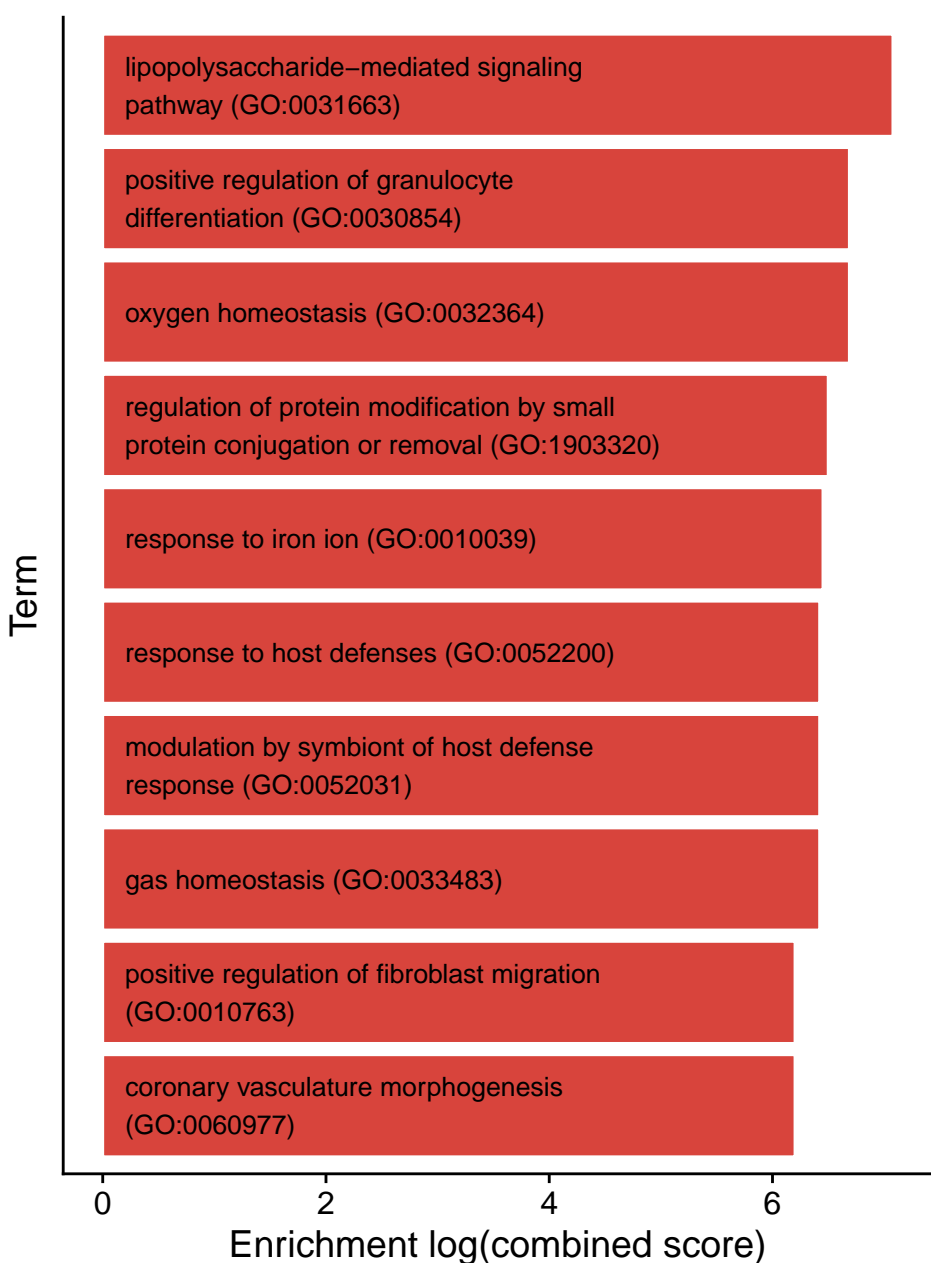 lipopolysaccharide−mediated signaling
pathway (GO:0031663)
positive regulation of granulocyte
differentiation (GO:0030854)
oxygen homeostasis (GO:0032364)
regulation of protein modification by small
protein conjugation or removal (GO:1903320)
response to iron ion (GO:0010039)
response to host defenses (GO:0052200)
modulation by symbiont of host defense
response (GO:0052031)
gas homeostasis (GO:0033483)
positive regulation of fibroblast migration
(GO:0010763)
coronary vasculature morphogenesis
(GO:0060977)
Term
0 2 4 6
Enrichment log(combined score)